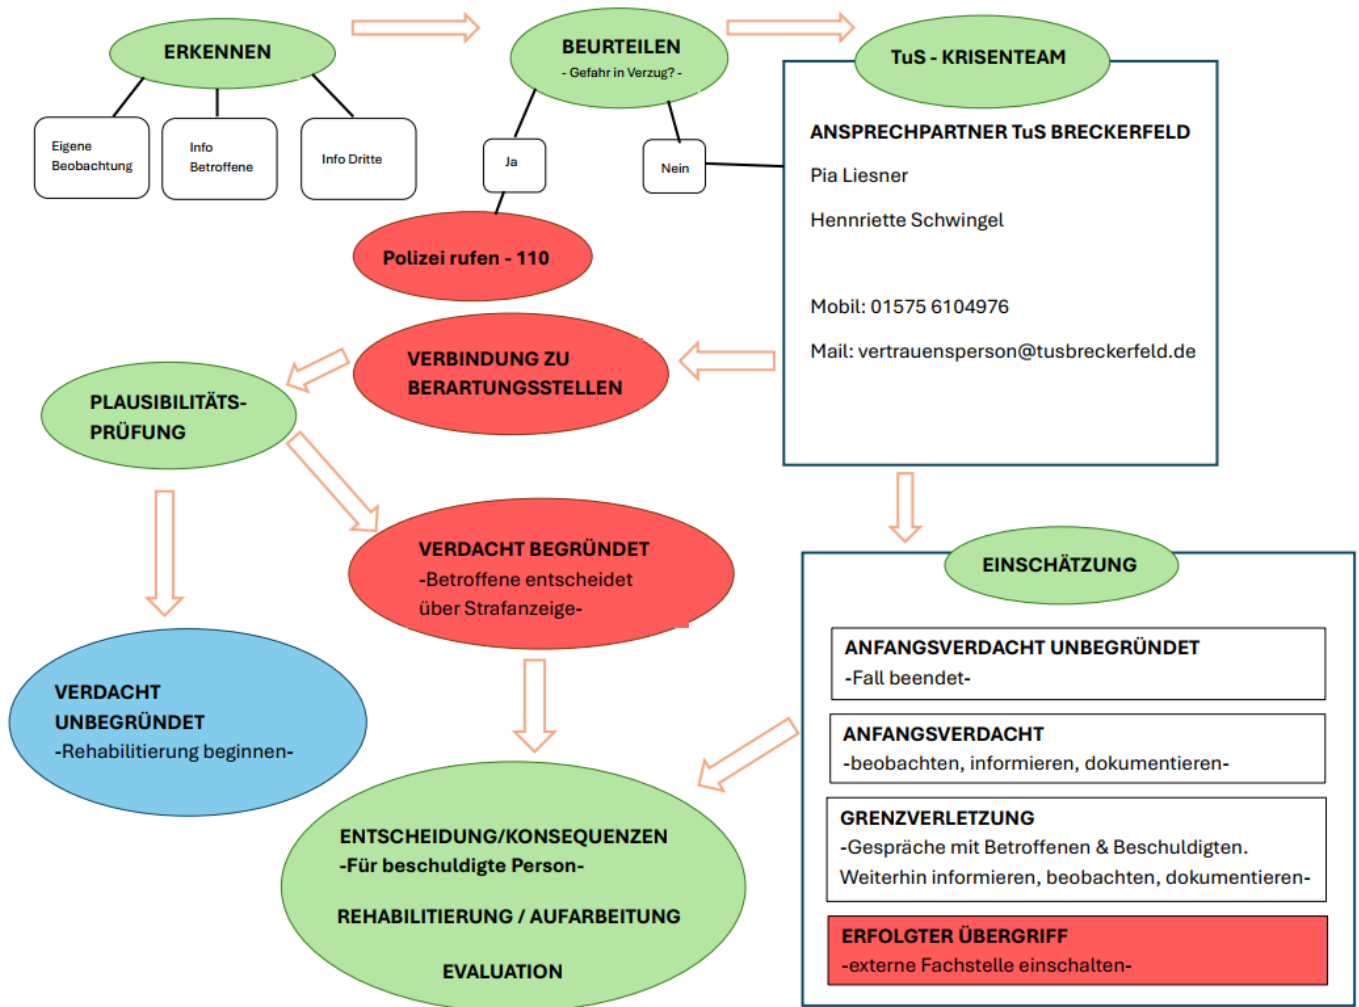 ERKENNEN
BEURTEILEN
- Gefahr in Verzug? -
TuS - KRISENTEAM
Eigene
Beobachtung
Info
Betroffene
Info Dritte
Ja
Nein
ANSPRECHPARTNER TuS BRECKERFELD
Pia Liesner
Hennriette Schwingel
Mobil: 01575 6104976
Mail: vertrauensperson@tusbreckerfeld.de
Polizei rufen - 110
VERBINDUNG ZU
BERARTUNGSSTELLEN
PLAUSIBILITÄTS-
PRÜFUNG
VERDACHT BEGRÜNDET
-Betroffene entscheidet
über Strafanzeige-
VERDACHT
UNBEGRÜNDET
-Rehabilitierung beginnen-
EINSCHÄTZUNG
ANFANGSVERDACHT UNBEGRÜNDET
-Fall beendet-
ANFANGSVERDACHT
-beobachten, informieren, dokumentieren-
GRENZVERLETZUNG
-Gespräche mit Betroffenen & Beschuldigten.
Weiterhin informieren, beobachten, dokumentieren-
ERFOLGTER ÜBERGRIFF
-externe Fachstelle einschalten-
ENTSCHEIDUNG/KONSEQUENZEN
-Für beschuldigte Person-
REHABILITIERUNG / AUFARBEITUNG
EVALUATION